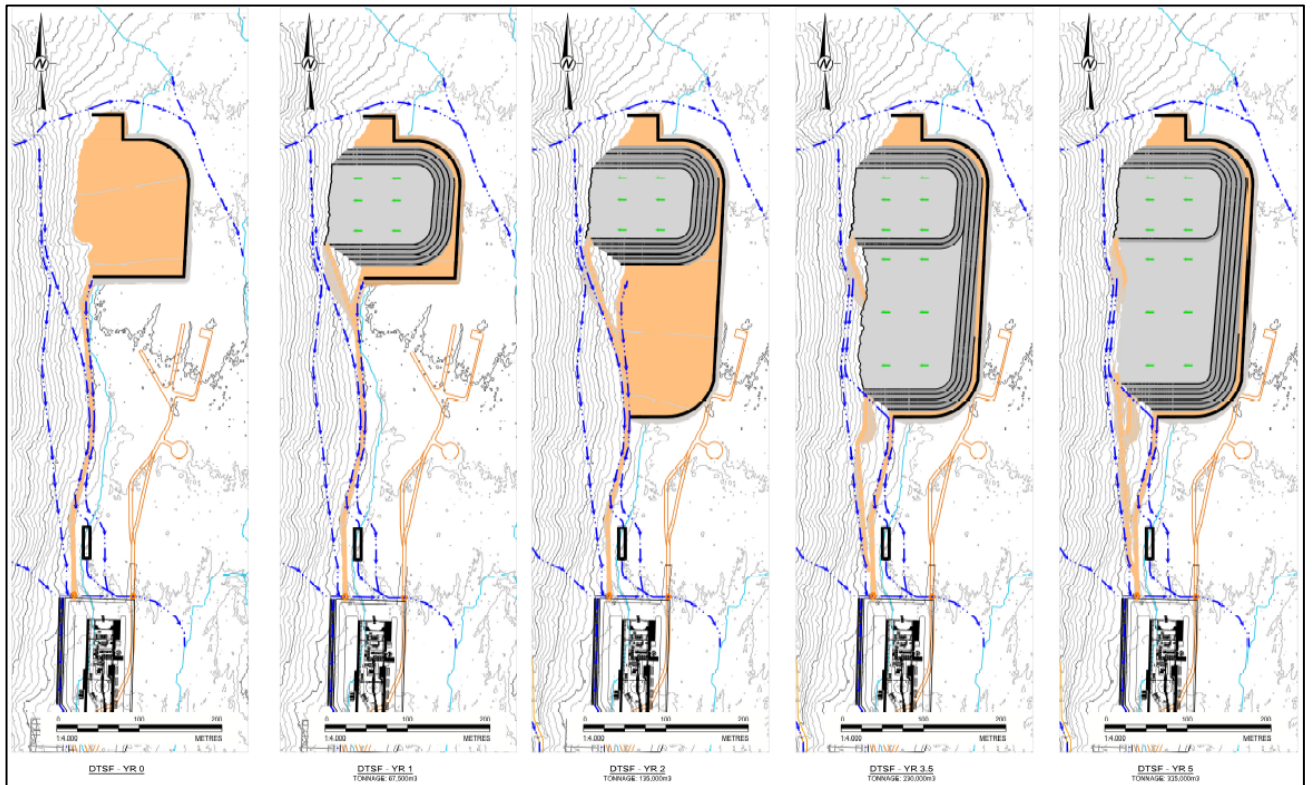 N
N
N
N
N
0 100 200
1:4,000 METRES
DTSF - YR 0
0 100 200
1:4,000 METRES
DTSF - YR 1
TONNAGE: 67,500m3
0 100 200
1:4,000 METRES
DTSF - YR 2
TONNAGE: 135,000m3
0 100 200
1:4,000 METRES
DTSF - YR 3.5
TONNAGE: 230,000m3
0 100 200
1:4,000 METRES
DTSF - YR 5
TONNAGE: 335,000m3